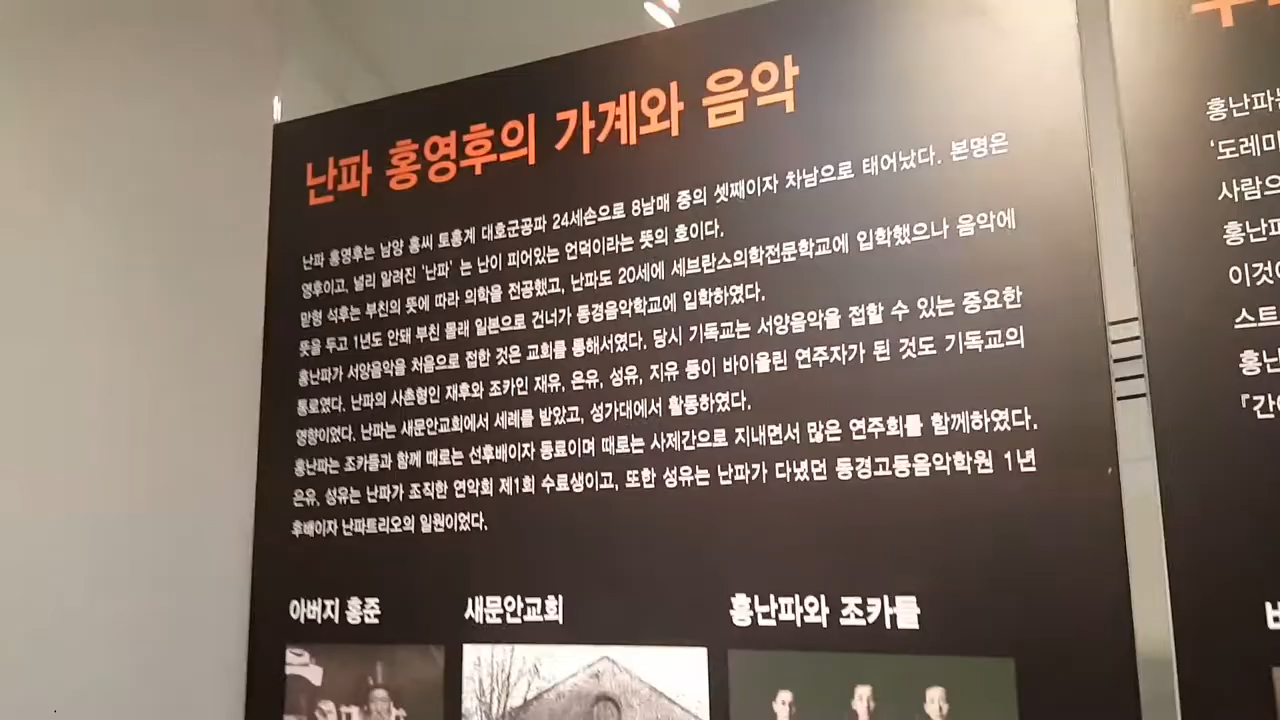 난파 홍영후의 가계와 음악
난파 홍영후는 남양 홍씨 토홍계 대호군공파 24세손으로 8남매 중의 셋째이자 차남으로 태어났다. 본명은
영후이고, 널리 알려진 '난파' 는 난이 피어있는 언덕이라는 뜻의 호이다.
맏형 석후는 부친의 뜻에 따라 의학을 전공했고, 난파도 20세에 세브란스의학전문학교에 입학했으나 음악에
뜻을 두고 1년도 안돼 부친 몰래 일본으로 건너가 동경음악학교에 입학하였다.
홍난파가 서양음악을 처음으로 접한 것은 교회를 통해서였다. 당시 기독교는 서양음악을 접할 수 있는 중요한
통로였다. 난파의 사촌형인 재후와 조카인 재유, 은유, 성유, 지유 등이 바이올린 연주자가 된 것도 기독교의
영향이었다. 난파는 새문안교회에서 세례를 받았고, 성가대에서 활동하였다.
홍난파는 조카들과 함께 때로는 선후배이자 동료이며 때로는 사제간으로 지내면서 많은 연주회를 함께하였다.
은유, 성유는 난파가 조직한 연악회 제1회 수료생이고, 또한 성유는 난파가 다녔던 동경고등음악학원 1년
후배이자 난파트리오의 일원이었다.
아버지 홍준
새문안교회
홍난파와 조카들
홍난파는
'도레미
사람으
홍난파
이것이
스트
홍난
『간